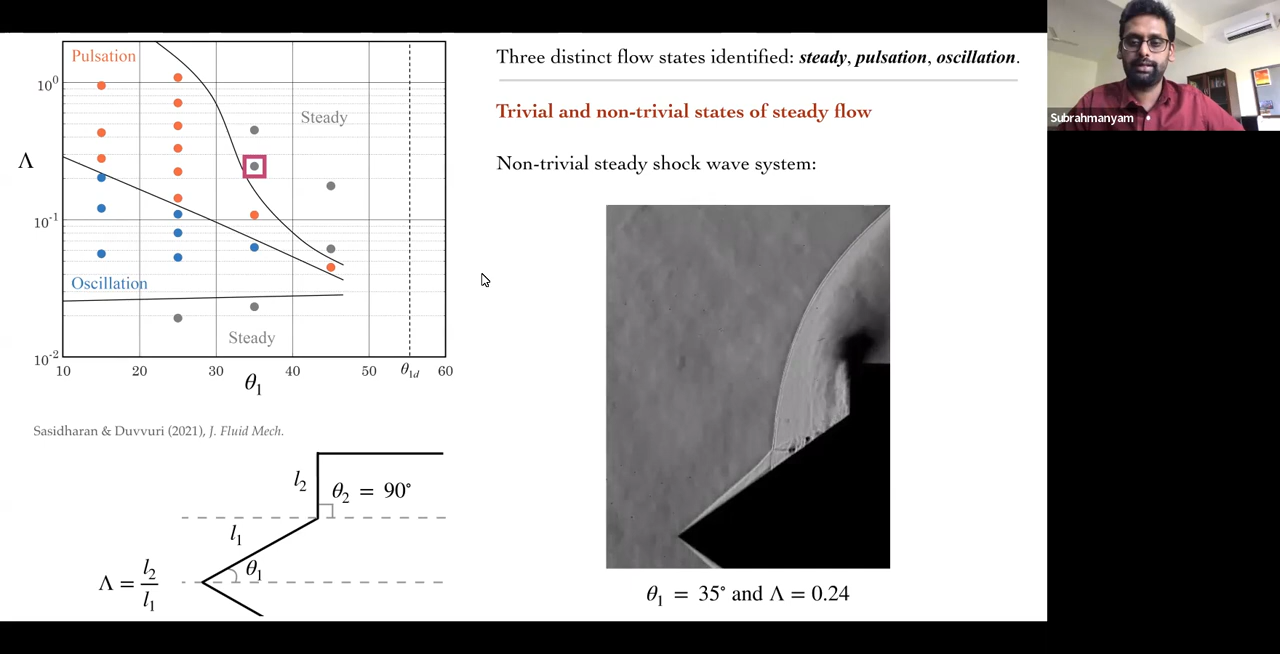 Three distinct flow states identified: steady, pulsation, oscillation.
Trivial and non-trivial states of steady flow
Non-trivial steady shock wave system:
θ₁ = 35° and Λ = 0.24
Pulsation
Steady
Oscillation
Steady
Λ
10⁰
10⁻¹
10⁻²
10 20 30 40 50 θ₁d 60
θ₁
Sasidharan & Duvvuri (2021), J. Fluid Mech.
l₂
θ₂ = 90°
l₁
θ₁
Λ = l₂/l₁
Subrahmanyam